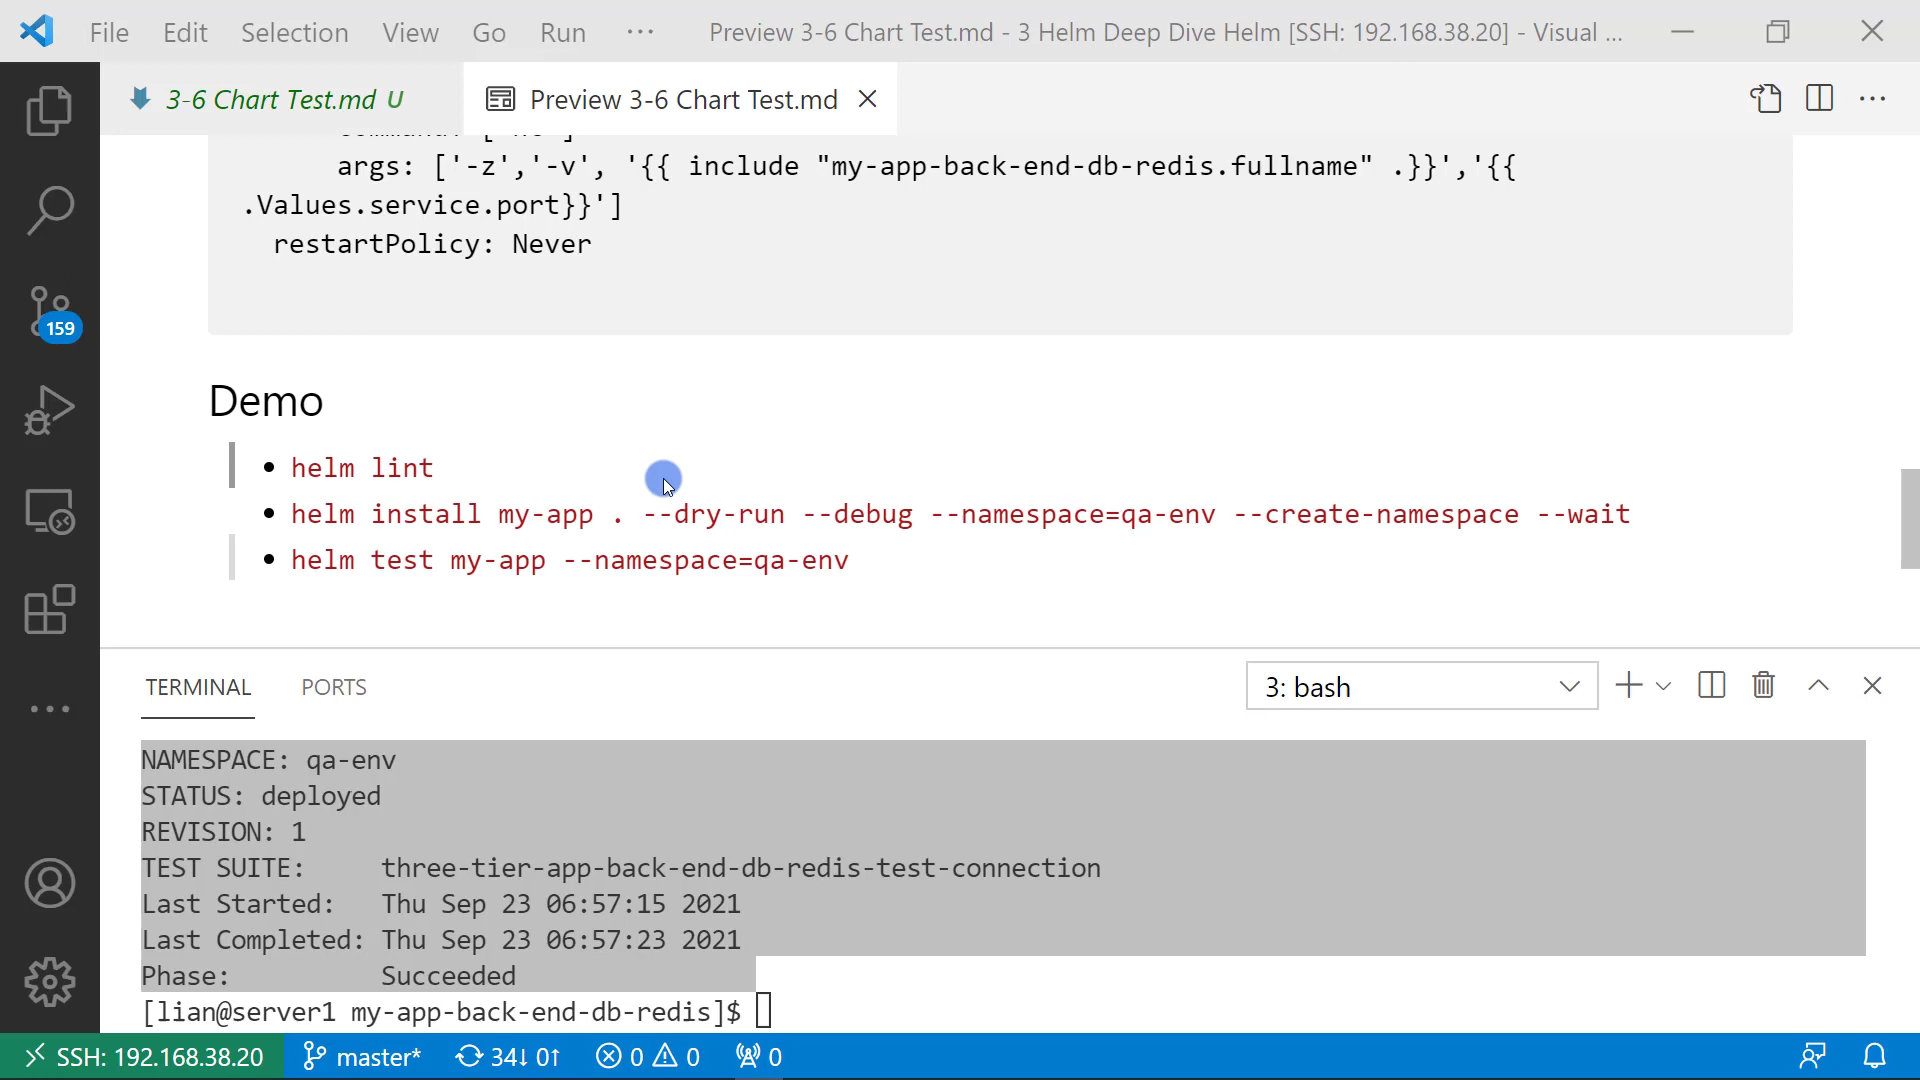 File Edit Selection View Go Run ··· Preview 3-6 Chart Test.md - 3 Helm Deep Dive Helm [SSH: 192.168.38.20] - Visual ...
3-6 Chart Test.md U Preview 3-6 Chart Test.md
args: ['-z','-v', '{{ include "my-app-back-end-db-redis.fullname" .}}','{{
.Values.service.port}}']
restartPolicy: Never
159
Demo
• helm lint
• helm install my-app . --dry-run --debug --namespace=qa-env --create-namespace --wait
• helm test my-app --namespace=qa-env
TERMINAL PORTS 3: bash
NAMESPACE: qa-env
STATUS: deployed
REVISION: 1
TEST SUITE: three-tier-app-back-end-db-redis-test-connection
Last Started: Thu Sep 23 06:57:15 2021
Last Completed: Thu Sep 23 06:57:23 2021
Phase: Succeeded
[lian@server1 my-app-back-end-db-redis]$
SSH: 192.168.38.20 master* 34↓ 0↑ 0 0 0